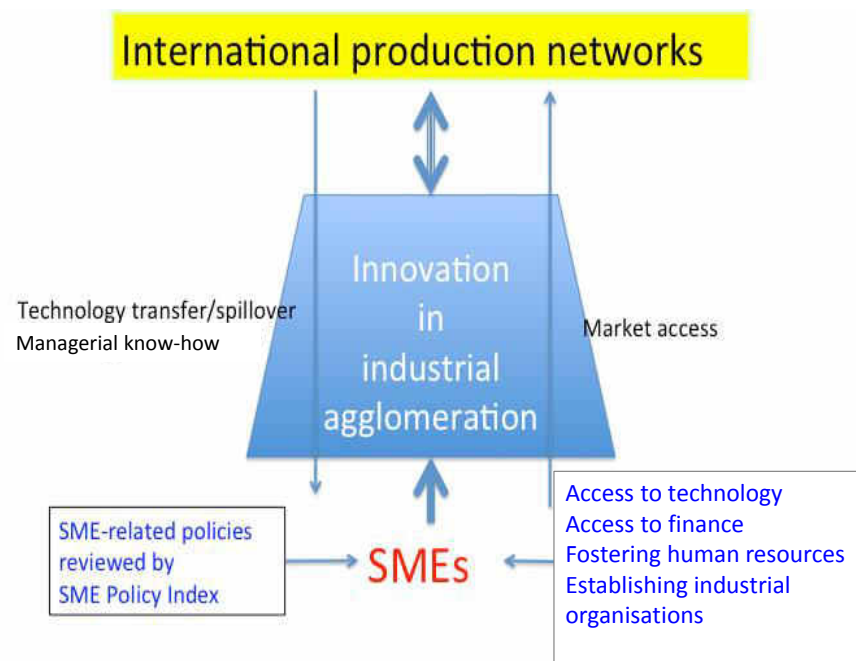 International production networks
Innovation
in
industrial
agglomeration
Technology transfer/spillover
Managerial know-how
Market access
SME-related policies
reviewed by
SME Policy Index
SMEs
Access to technology
Access to finance
Fostering human resources
Establishing industrial
organisations